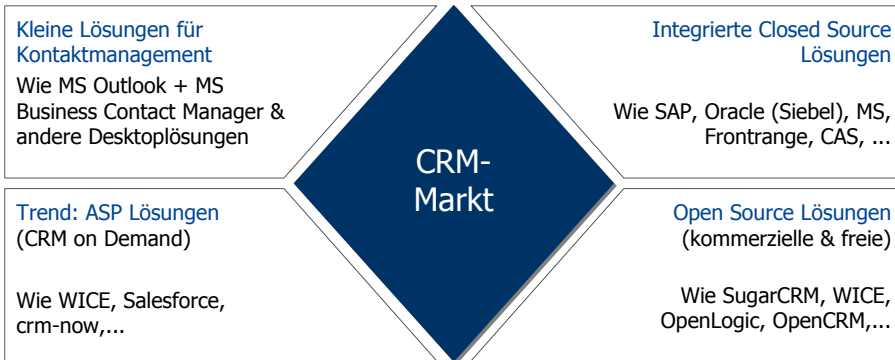 Kleine Lösungen für
Kontaktmanagement
Wie MS Outlook + MS
Business Contact Manager &
andere Desktoplösungen
Integrierte Closed Source
Lösungen
Wie SAP, Oracle (Siebel), MS,
Frontrange, CAS, ...
CRM-
Markt
Trend: ASP Lösungen
(CRM on Demand)
Wie WICE, Salesforce,
crm-now,...
Open Source Lösungen
(kommerzielle & freie)
Wie SugarCRM, WICE,
OpenLogic, OpenCRM,...